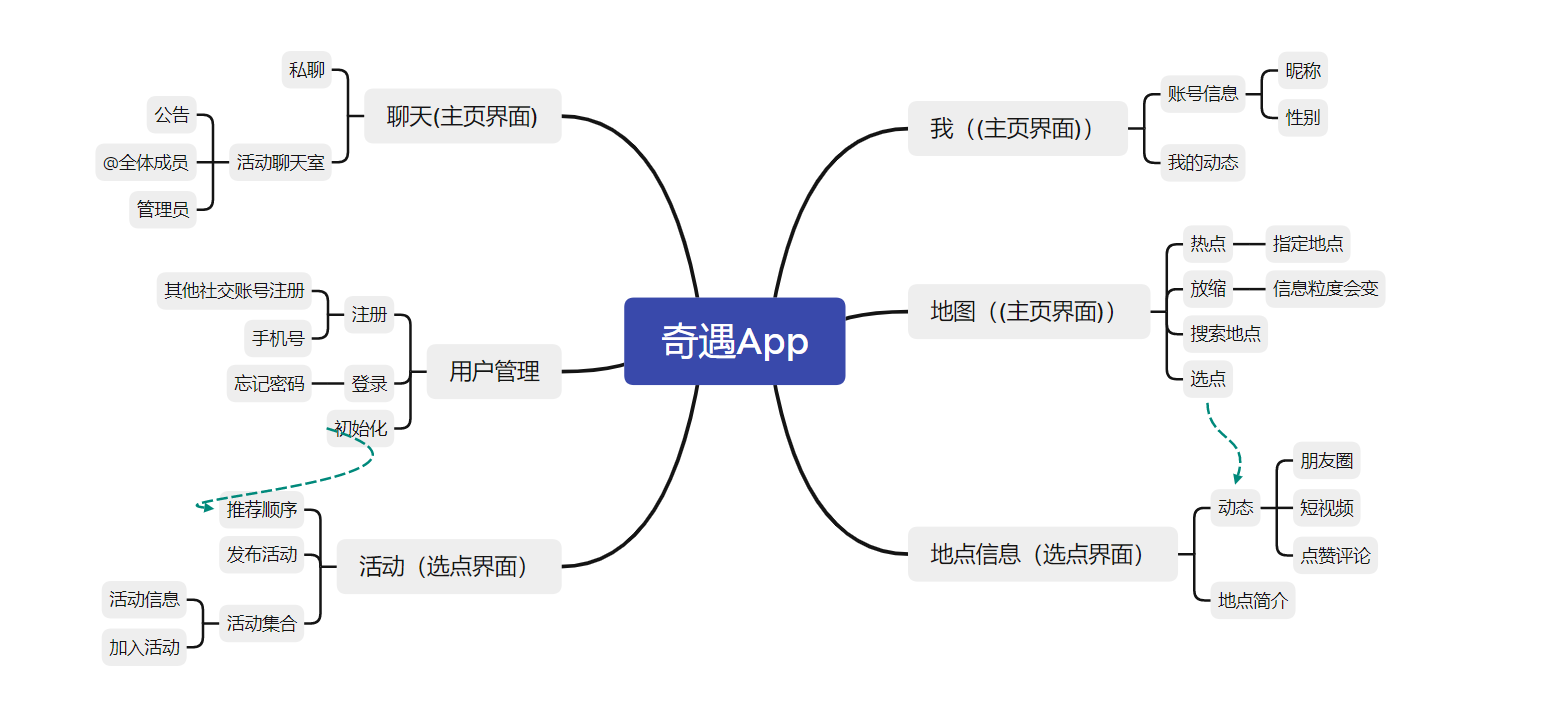 奇遇App
聊天(主页界面)
私聊
活动聊天室
公告
@全体成员
管理员
用户管理
注册
其他社交账号注册
手机号
登录
忘记密码
初始化
活动（选点界面）
推荐顺序
发布活动
活动集合
活动信息
加入活动
我（(主页界面)）
账号信息
昵称
性别
我的动态
地图（(主页界面)）
热点
指定地点
放缩
信息粒度会变
搜索地点
选点
地点信息（选点界面）
动态
朋友圈
短视频
点赞评论
地点简介